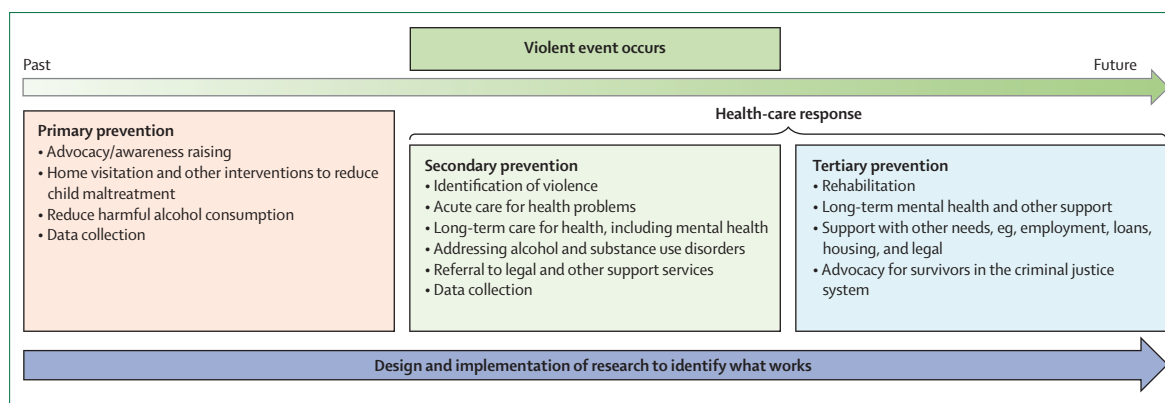 Violent event occurs
Past
Future
Health-care response
Primary prevention
• Advocacy/awareness raising
• Home visitation and other interventions to reduce
child maltreatment
• Reduce harmful alcohol consumption
• Data collection
Secondary prevention
• Identification of violence
• Acute care for health problems
• Long-term care for health, including mental health
• Addressing alcohol and substance use disorders
• Referral to legal and other support services
• Data collection
Tertiary prevention
• Rehabilitation
• Long-term mental health and other support
• Support with other needs, eg, employment, loans,
housing, and legal
• Advocacy for survivors in the criminal justice
system
Design and implementation of research to identify what works